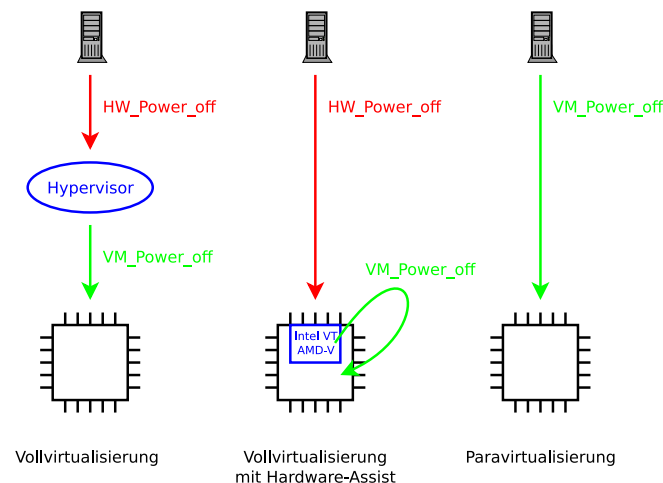 HW_Power_off
HW_Power_off
VM_Power_off
Hypervisor
VM_Power_off
VM_Power_off
Intel VT
AMD-V
Vollvirtualisierung
Vollvirtualisierung
mit Hardware-Assist
Paravirtualisierung